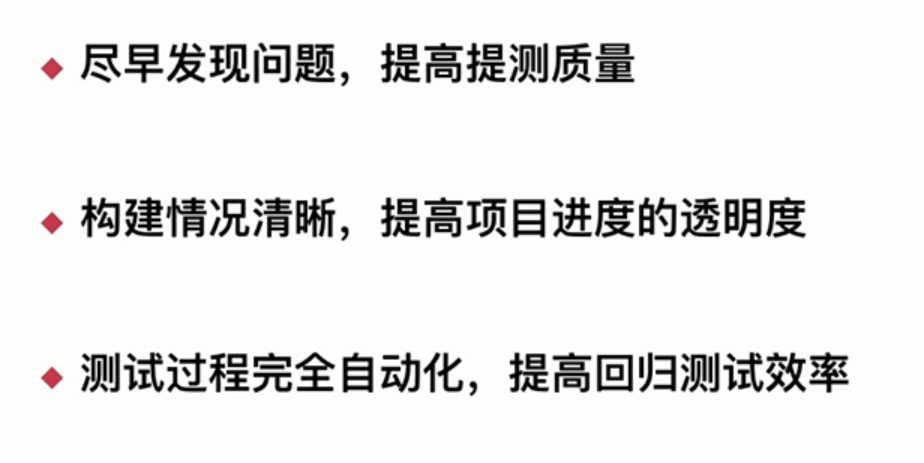 尽早发现问题，提高提测质量
构建情况清晰，提高项目进度的透明度
测试过程完全自动化，提高回归测试效率